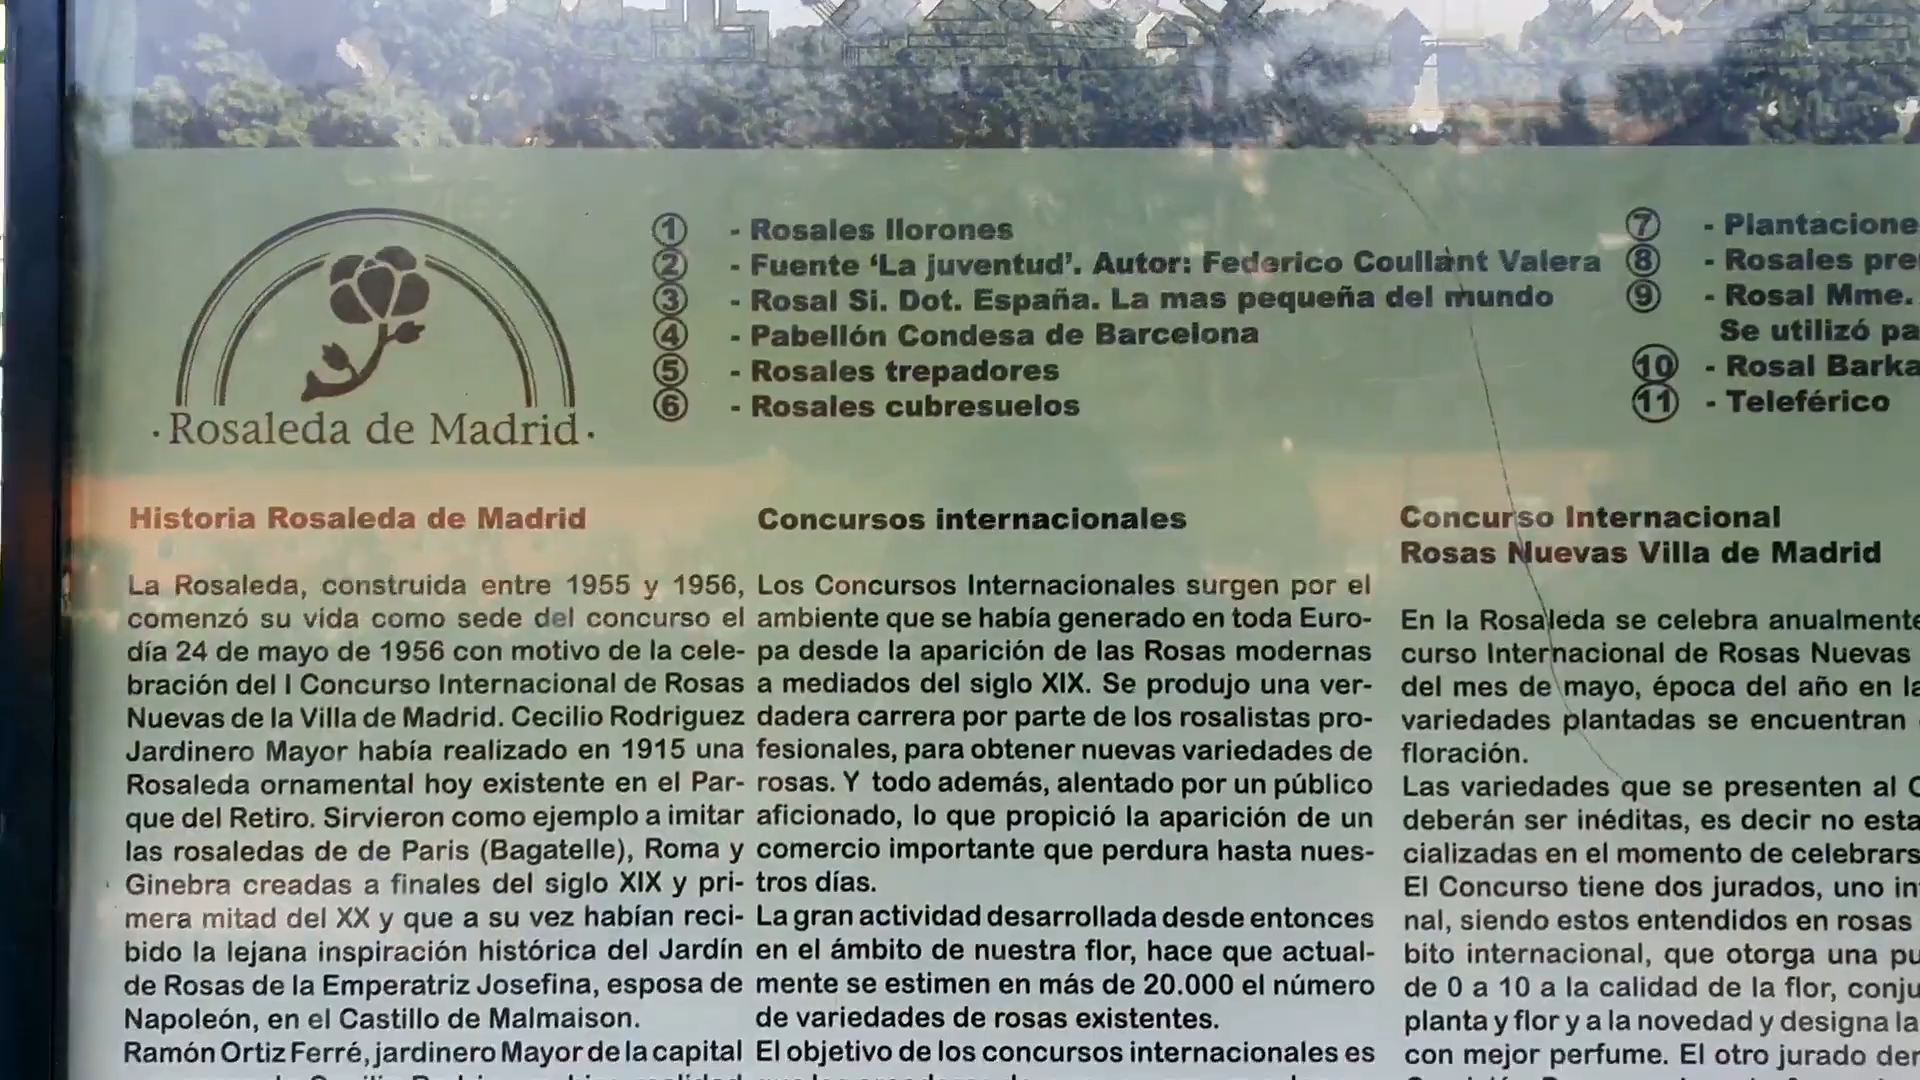 Rosaleda de Madrid
1 - Rosales llorones
2 - Fuente ‘La juventud’. Autor: Federico Coullant Valera
3 - Rosal Si. Dot. España. La mas pequeña del mundo
4 - Pabellón Condesa de Barcelona
5 - Rosales trepadores
6 - Rosales cubresuelos
7 - Plantacione
8 - Rosales pre
9 - Rosal Mme.
Se utilizó pa
10 - Rosal Barka
11 - Teleférico
Historia Rosaleda de Madrid
La Rosaleda, construida entre 1955 y 1956,
comenzó su vida como sede del concurso el
día 24 de mayo de 1956 con motivo de la cele-
bración del I Concurso Internacional de Rosas
Nuevas de la Villa de Madrid. Cecilio Rodriguez
Jardinero Mayor había realizado en 1915 una
Rosaleda ornamental hoy existente en el Par-
que del Retiro. Sirvieron como ejemplo a imitar
las rosaledas de de Paris (Bagatelle), Roma y
Ginebra creadas a finales del siglo XIX y pri-
mera mitad del XX y que a su vez habían reci-
bido la lejana inspiración histórica del Jardín
de Rosas de la Emperatriz Josefina, esposa de
Napoleón, en el Castillo de Malmaison.
Ramón Ortiz Ferré, jardinero Mayor de la capital
Concursos internacionales
Los Concursos Internacionales surgen por el
ambiente que se había generado en toda Euro-
pa desde la aparición de las Rosas modernas
a mediados del siglo XIX. Se produjo una ver-
dadera carrera por parte de los rosalistas pro-
fesionales, para obtener nuevas variedades de
rosas. Y todo además, alentado por un público
aficionado, lo que propició la aparición de un
comercio importante que perdura hasta nues-
tros días.
La gran actividad desarrollada desde entonces
en el ámbito de nuestra flor, hace que actual-
mente se estimen en más de 20.000 el número
de variedades de rosas existentes.
El objetivo de los concursos internacionales es
Concurso Internacional
Rosas Nuevas Villa de Madrid
En la Rosaleda se celebra anualmente
curso Internacional de Rosas Nuevas
del mes de mayo, época del año en la
variedades plantadas se encuentran
floración.
Las variedades que se presenten al C
deberán ser inéditas, es decir no esta
cializadas en el momento de celebrars
El Concurso tiene dos jurados, uno in
nal, siendo estos entendidos en rosas
bito internacional, que otorga una pu
de 0 a 10 a la calidad de la flor, conju
planta y flor y a la novedad y designa la
con mejor perfume. El otro jurado der